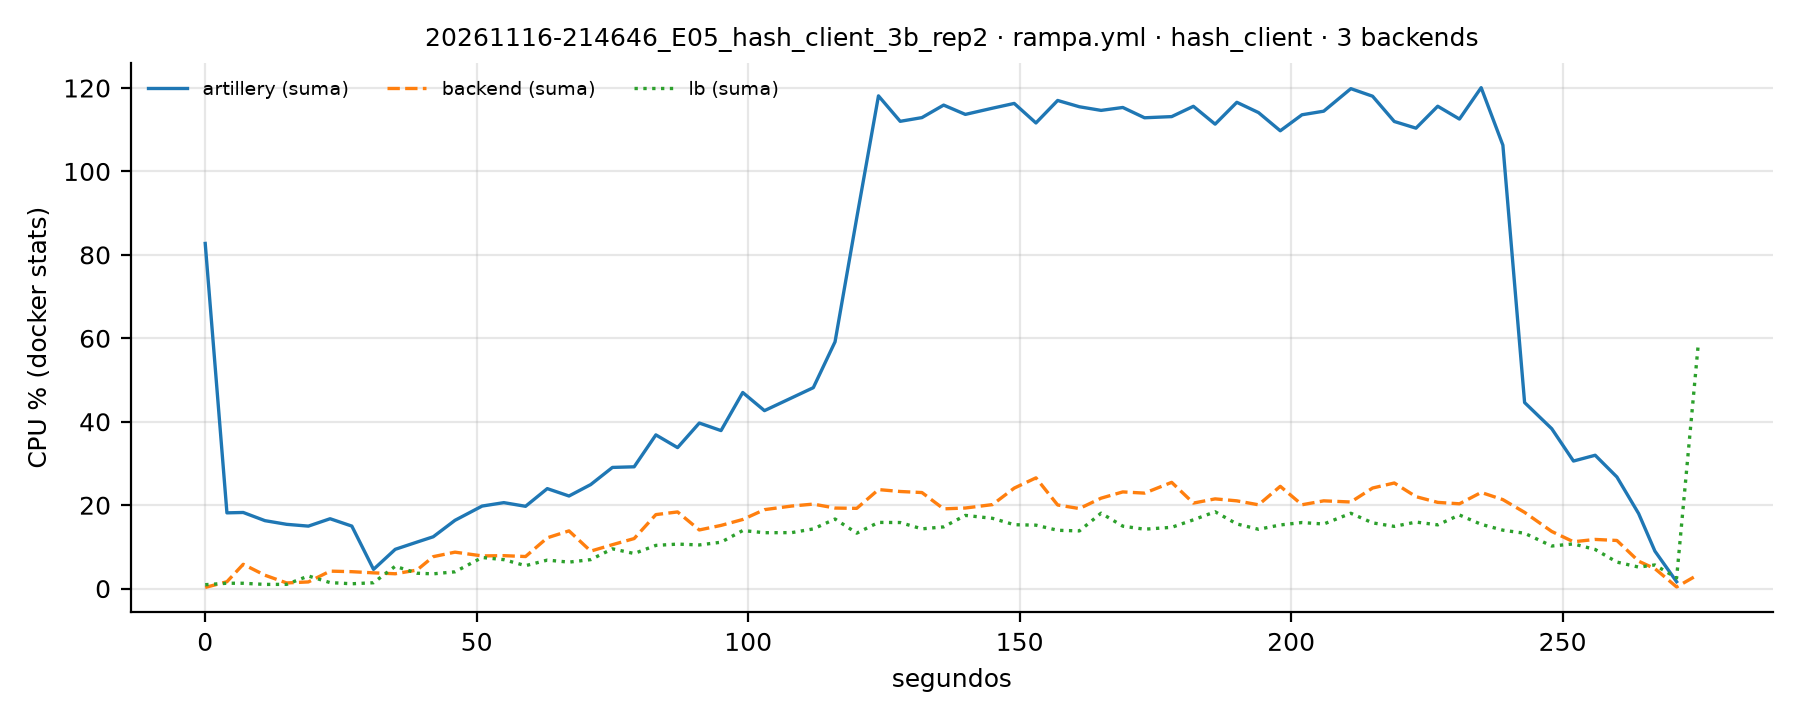 20261116-214646_E05_hash_client_3b_rep2 · rampa.yml · hash_client · 3 backends
artillery (suma) backend (suma) lb (suma)
CPU % (docker stats)
120
100
80
60
40
20
0
0 50 100 150 200 250
segundos